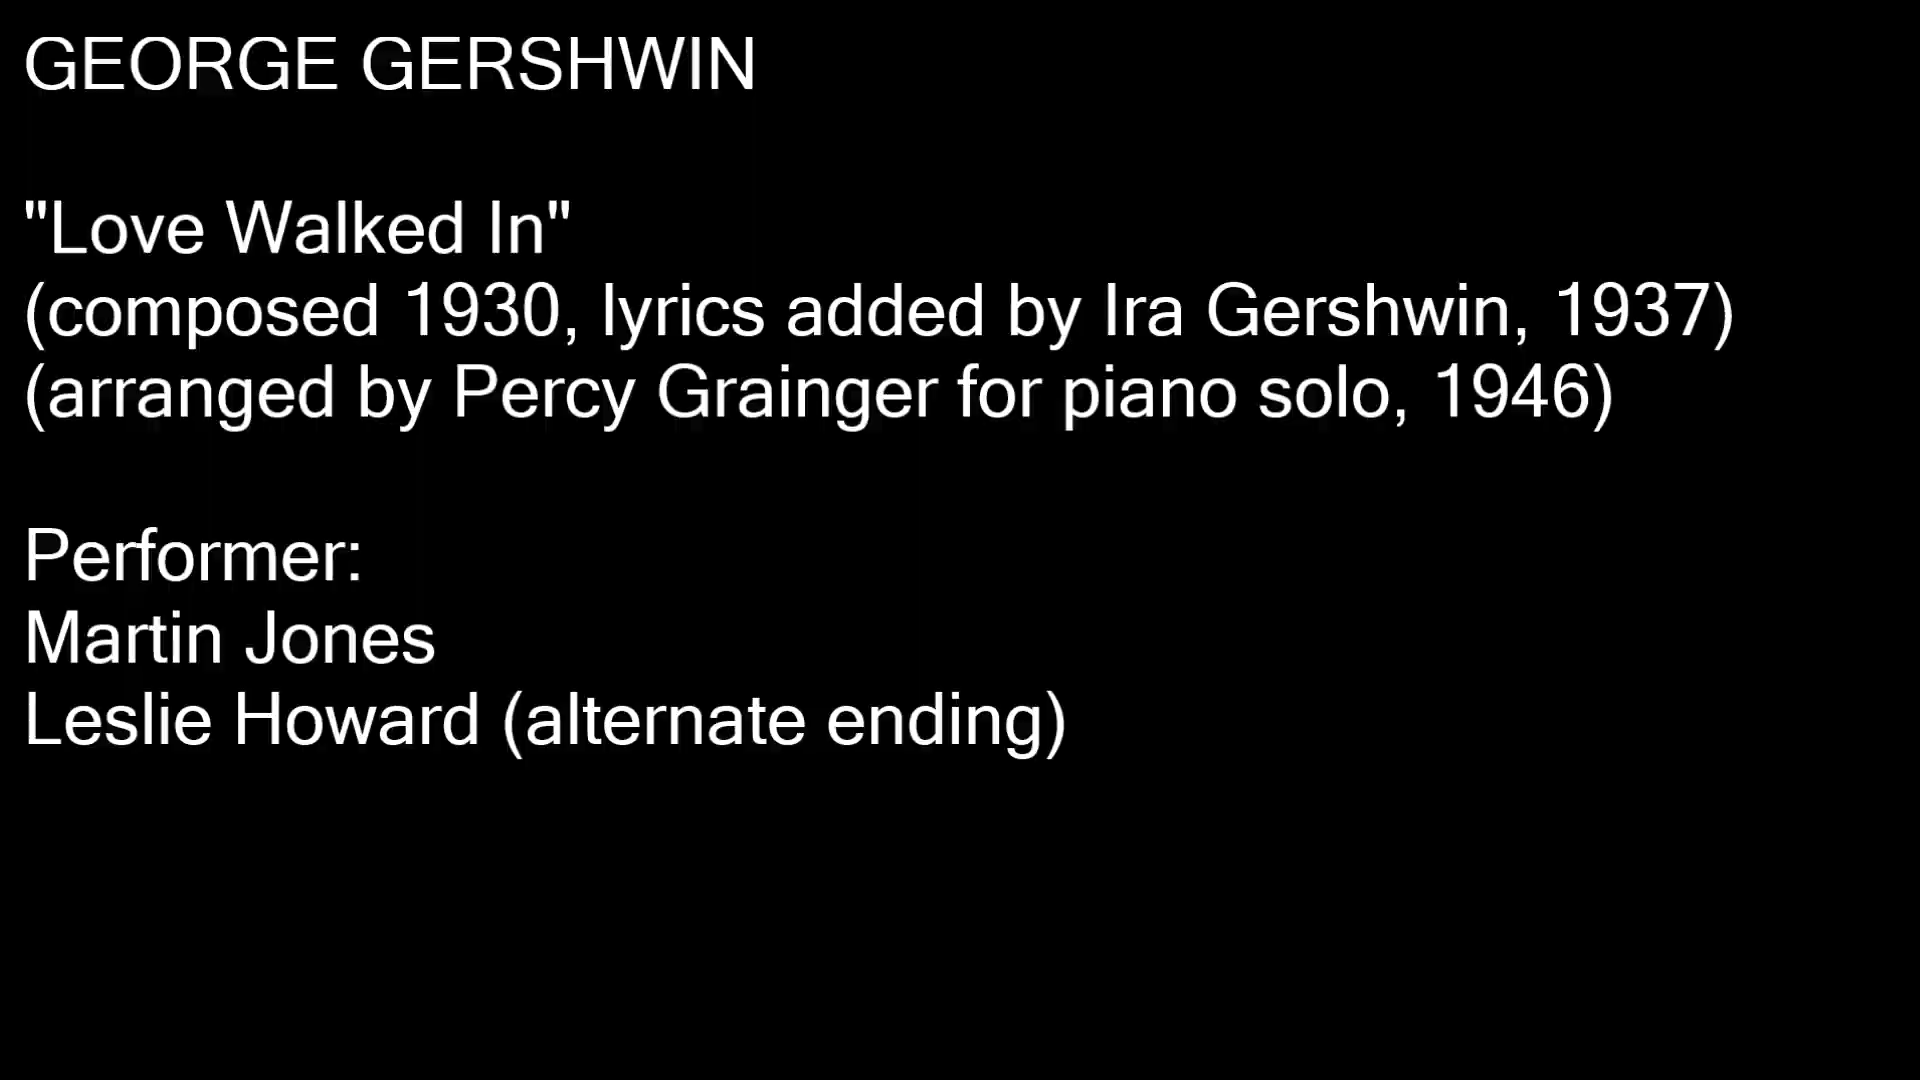 GEORGE GERSHWIN
"Love Walked In"
(composed 1930, lyrics added by Ira Gershwin, 1937)
(arranged by Percy Grainger for piano solo, 1946)
Performer:
Martin Jones
Leslie Howard (alternate ending)